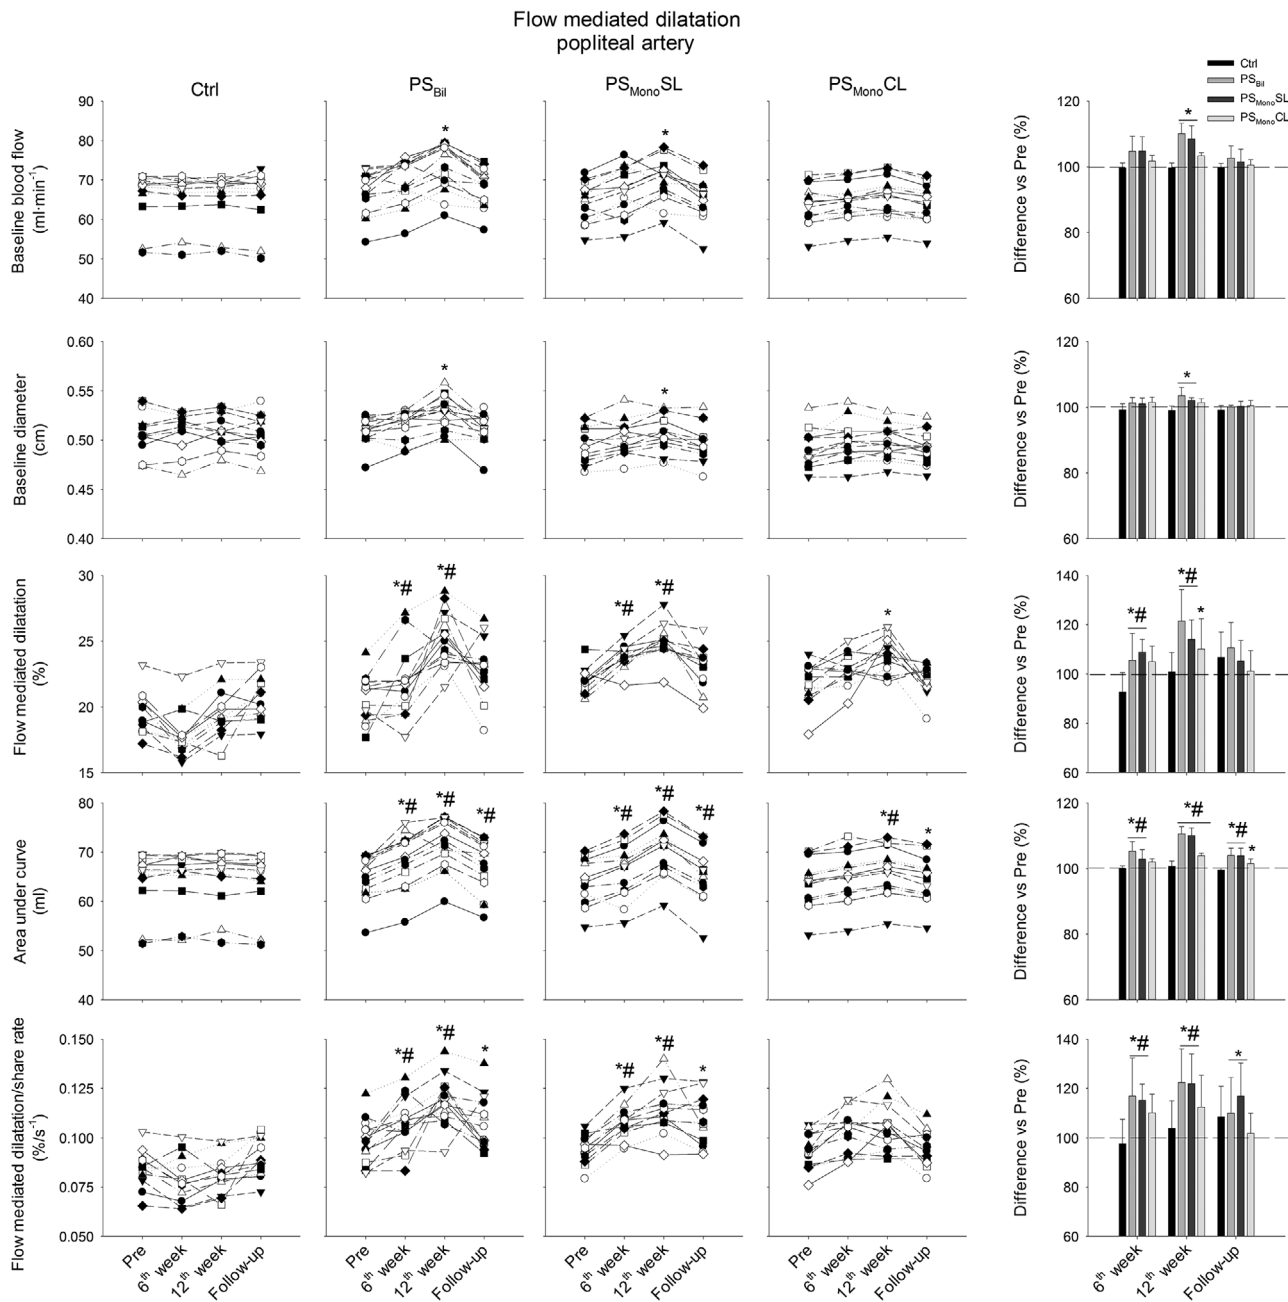 Flow mediated dilatation
popliteal artery
Ctrl
PS_Bil
PS_MonoSL
PS_MonoCL
Ctrl
PS_Bil
PS_MonoSL
PS_MonoCL
Baseline blood flow
(ml·min⁻¹)
90
80
70
60
50
40
*
*
Difference vs Pre (%)
120
100
80
60
*
Baseline diameter
(cm)
0.60
0.55
0.50
0.45
0.40
*
*
Difference vs Pre (%)
120
100
80
60
*
Flow mediated dilatation
(%)
30
25
20
15
*#
*#
*#
*#
*
Difference vs Pre (%)
140
120
100
80
60
*#
*#
*
Area under curve
(ml)
80
70
60
50
40
*#
*#
*#
*#
*#
*#
*#
*
Difference vs Pre (%)
120
100
80
60
*#
*#
*#
*
Flow mediated dilatation/share rate
(%/s⁻¹)
0.150
0.125
0.100
0.075
0.050
*#
*#
*
*#
*#
*
Difference vs Pre (%)
140
120
100
80
60
*#
*#
*
Pre
6th week
12th week
Follow-up
Pre
6th week
12th week
Follow-up
Pre
6th week
12th week
Follow-up
Pre
6th week
12th week
Follow-up
6th week
12th week
Follow-up